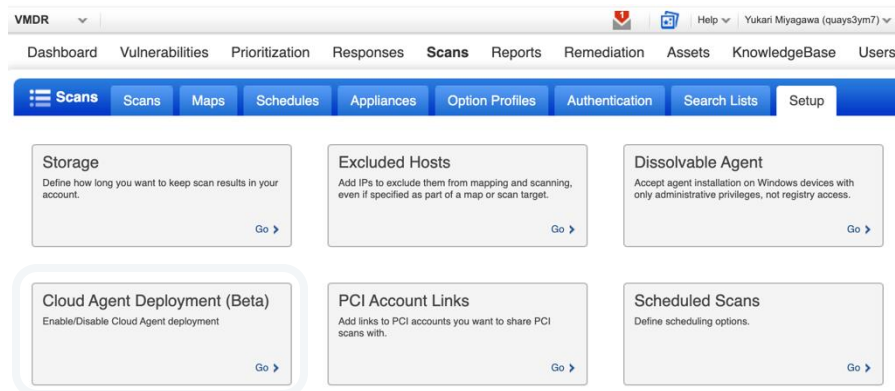 VMDR
1
Help
Yukari Miyagawa (quays3ym7)
Dashboard Vulnerabilities Prioritization Responses Scans Reports Remediation Assets KnowledgeBase Users
Scans Scans Maps Schedules Appliances Option Profiles Authentication Search Lists Setup
Storage
Define how long you want to keep scan results in your
account.
Go
Excluded Hosts
Add IPs to exclude them from mapping and scanning,
even if specified as part of a map or scan target.
Go
Dissolvable Agent
Accept agent installation on Windows devices with
only administrative privileges, not registry access.
Go
Cloud Agent Deployment (Beta)
Enable/Disable Cloud Agent deployment
Go
PCI Account Links
Add links to PCI accounts you want to share PCI
scans with.
Go
Scheduled Scans
Define scheduling options.
Go